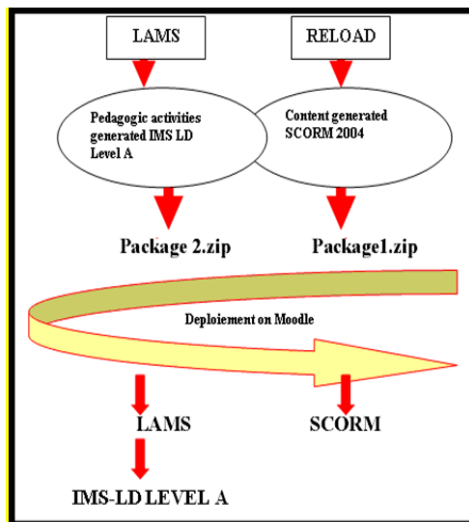 LAMS
RELOAD
Pedagogic activities
generated IMS LD
Level A
Content generated
SCORM 2004
Package 2.zip
Package1.zip
Deploiement on Moodle
LAMS
SCORM
IMS-LD LEVEL A